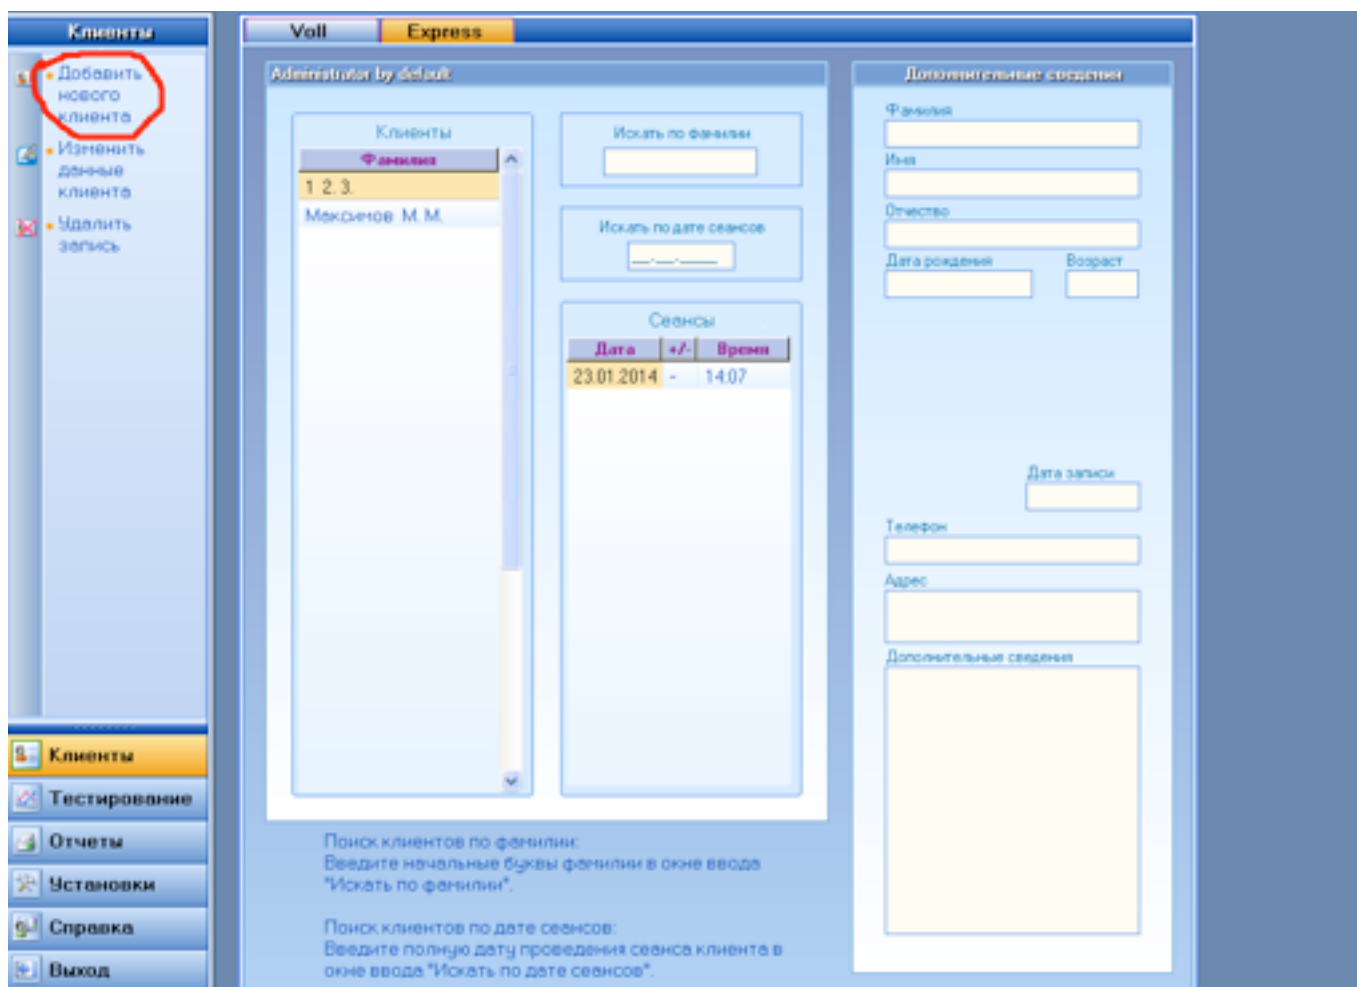 Клиенты
Добавить
нового
клиента
Изменить
данные
клиента
Удалить
запись
Клиенты
Тестирование
Отчеты
Установки
Справка
Выход
Voll
Express
Administrator by default
Клиенты
Фамилия
1 2. 3.
Максимов М. М.
Искать по фамилии
Искать по дате сеансов
__.__.____
Сеансы
Дата +/- Время
23.01.2014 - 14:07
Поиск клиентов по фамилии:
Введите начальные буквы фамилии в окне ввода
"Искать по фамилии".
Поиск клиентов по дате сеансов:
Введите полную дату проведения сеанса клиента в
окне ввода "Искать по дате сеансов".
Дополнительные сведения
Фамилия
Имя
Отчество
Дата рождения Возраст
Дата записи
Телефон
Адрес
Дополнительные сведения